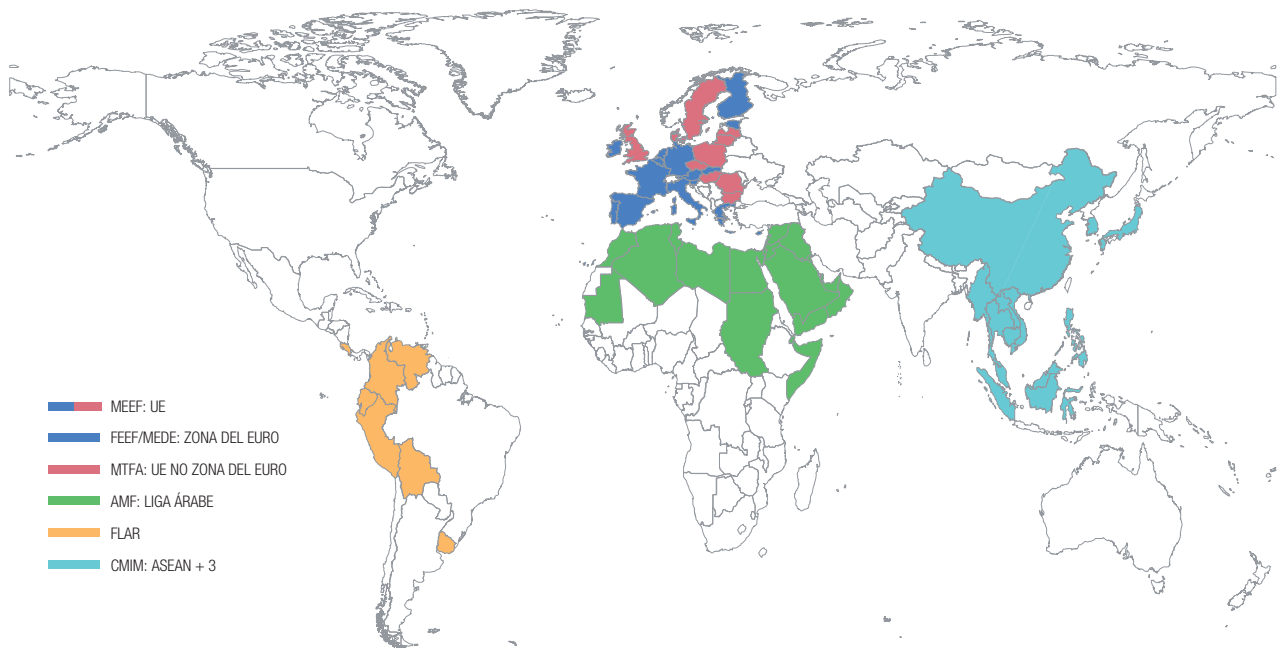 MEEF: UE
FEEF/MEDE: ZONA DEL EURO
MTFA: UE NO ZONA DEL EURO
AMF: LIGA ÁRABE
FLAR
CMIM: ASEAN + 3